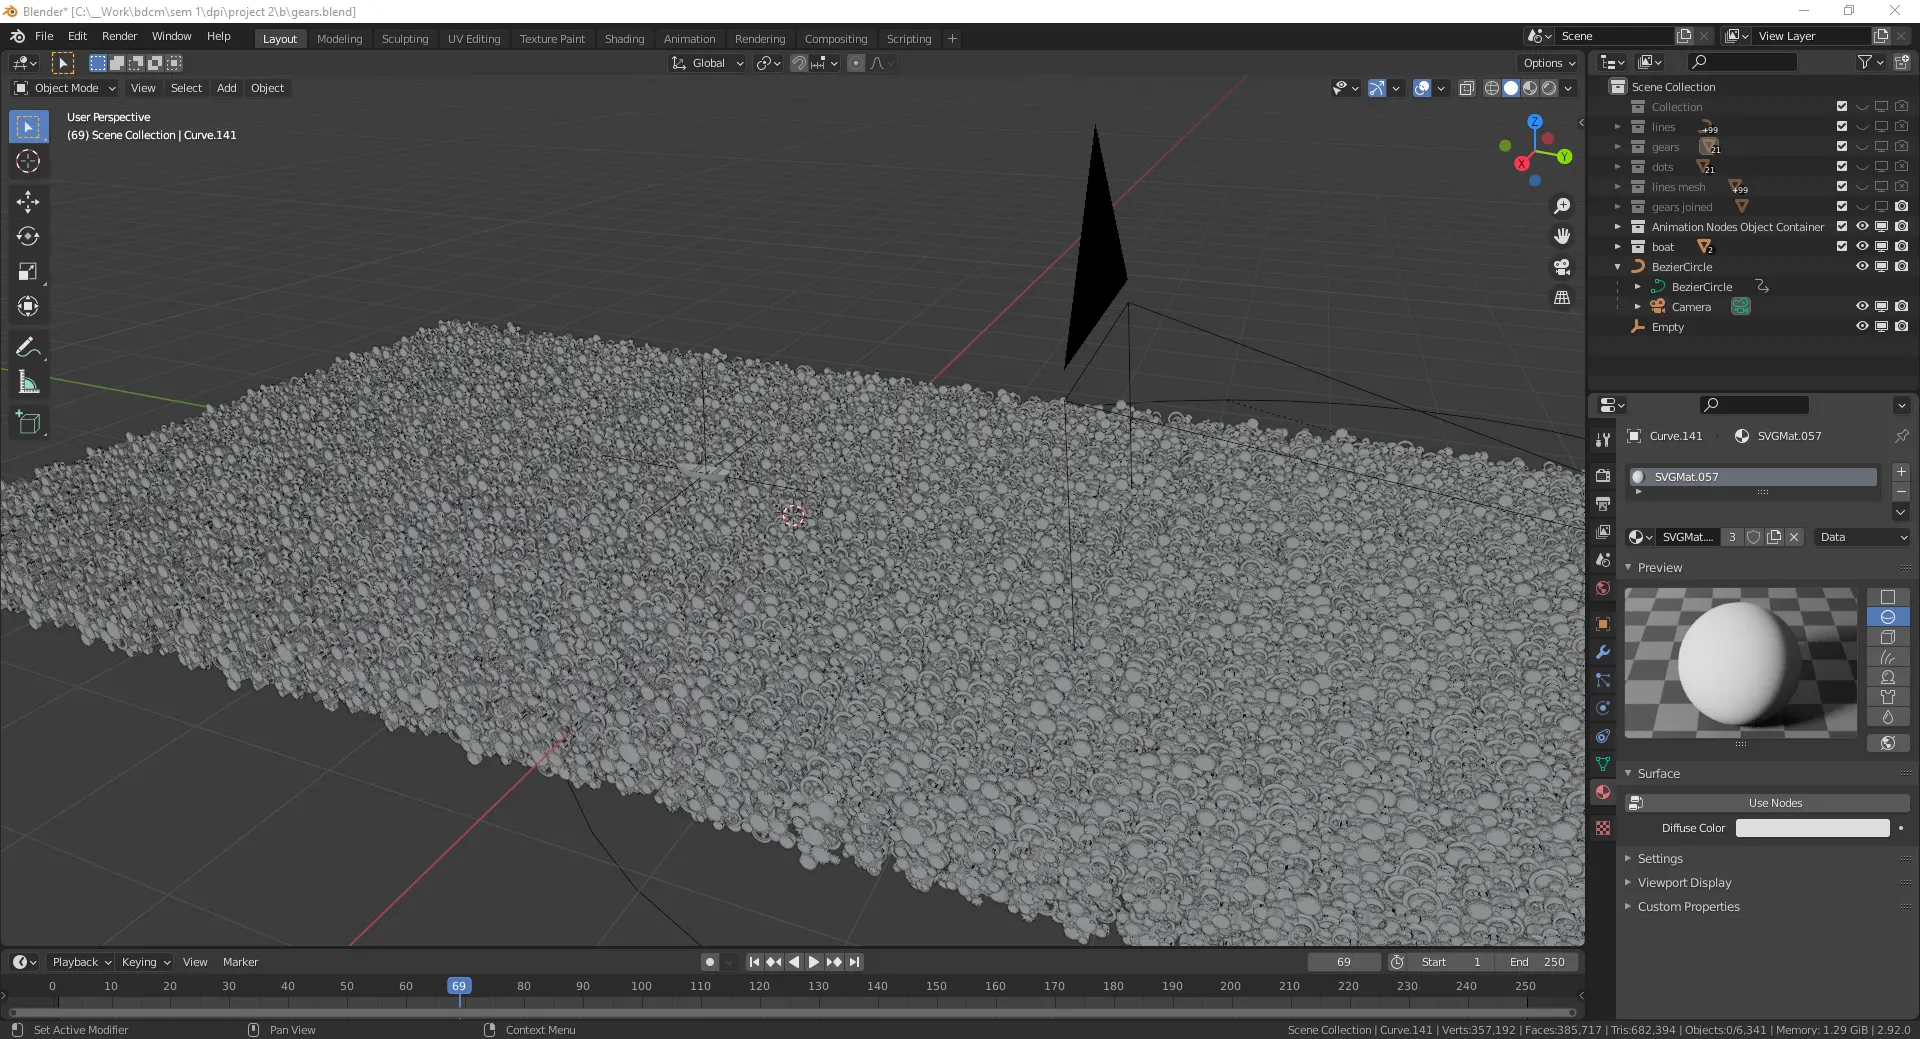 Blender* [C:\__Work\bdcm\sem 1\dpi\project 2\b\gears.blend]
File Edit Render Window Help Layout Modeling Sculpting UV Editing Texture Paint Shading Animation Rendering Compositing Scripting + Scene View Layer
Global Options
Object Mode View Select Add Object
User Perspective
(69) Scene Collection | Curve.141
Z
Y
X
Scene Collection
Collection
lines +99
gears 21
dots 21
lines mesh +99
gears joined
Animation Nodes Object Container
boat 2
BezierCircle
BezierCircle
Camera
Empty
Curve.141 SVGMat.057
SVGMat.057
SVGMat... 3 Data
Preview
Surface
Use Nodes
Diffuse Color
Settings
Viewport Display
Custom Properties
Playback Keying View Marker 69 Start 1 End 250
0 10 20 30 40 50 60 69 80 90 100 110 120 130 140 150 160 170 180 190 200 210 220 230 240 250
Set Active Modifier Pan View Context Menu Scene Collection | Curve.141 | Verts:357,192 | Faces:385,717 | Tris:682,394 | Objects:0/6,341 | Memory: 1.29 GiB | 2.92.0